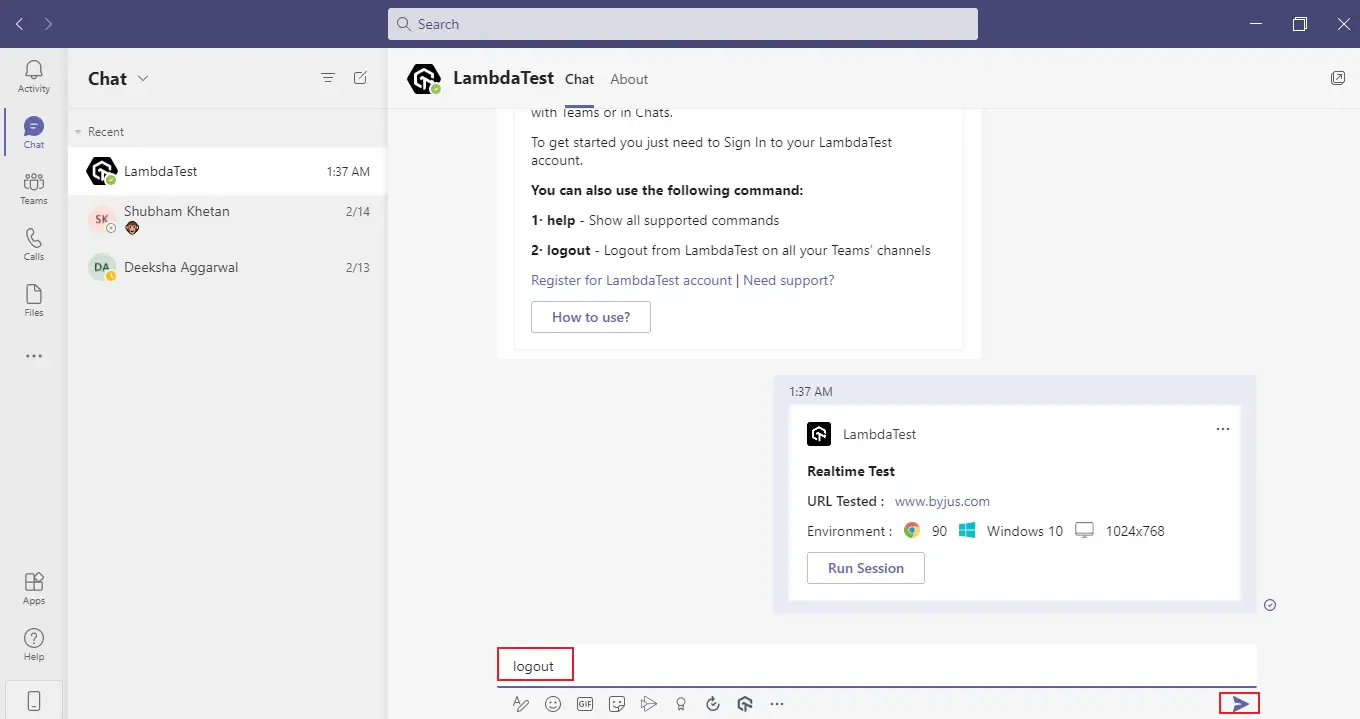 Search
Activity
Chat
Teams
Calls
Files
Apps
Help
Chat
Recent
LambdaTest 1:37 AM
Shubham Khetan 2/14
SK
Deeksha Aggarwal 2/13
DA
LambdaTest Chat About
with Teams or in Chats.
To get started you just need to Sign In to your LambdaTest
account.
You can also use the following command:
1· help - Show all supported commands
2· logout - Logout from LambdaTest on all your Teams’ channels
Register for LambdaTest account | Need support?
How to use?
1:37 AM
LambdaTest
Realtime Test
URL Tested : www.byjus.com
Environment : 90 Windows 10 1024x768
Run Session
logout
GIF